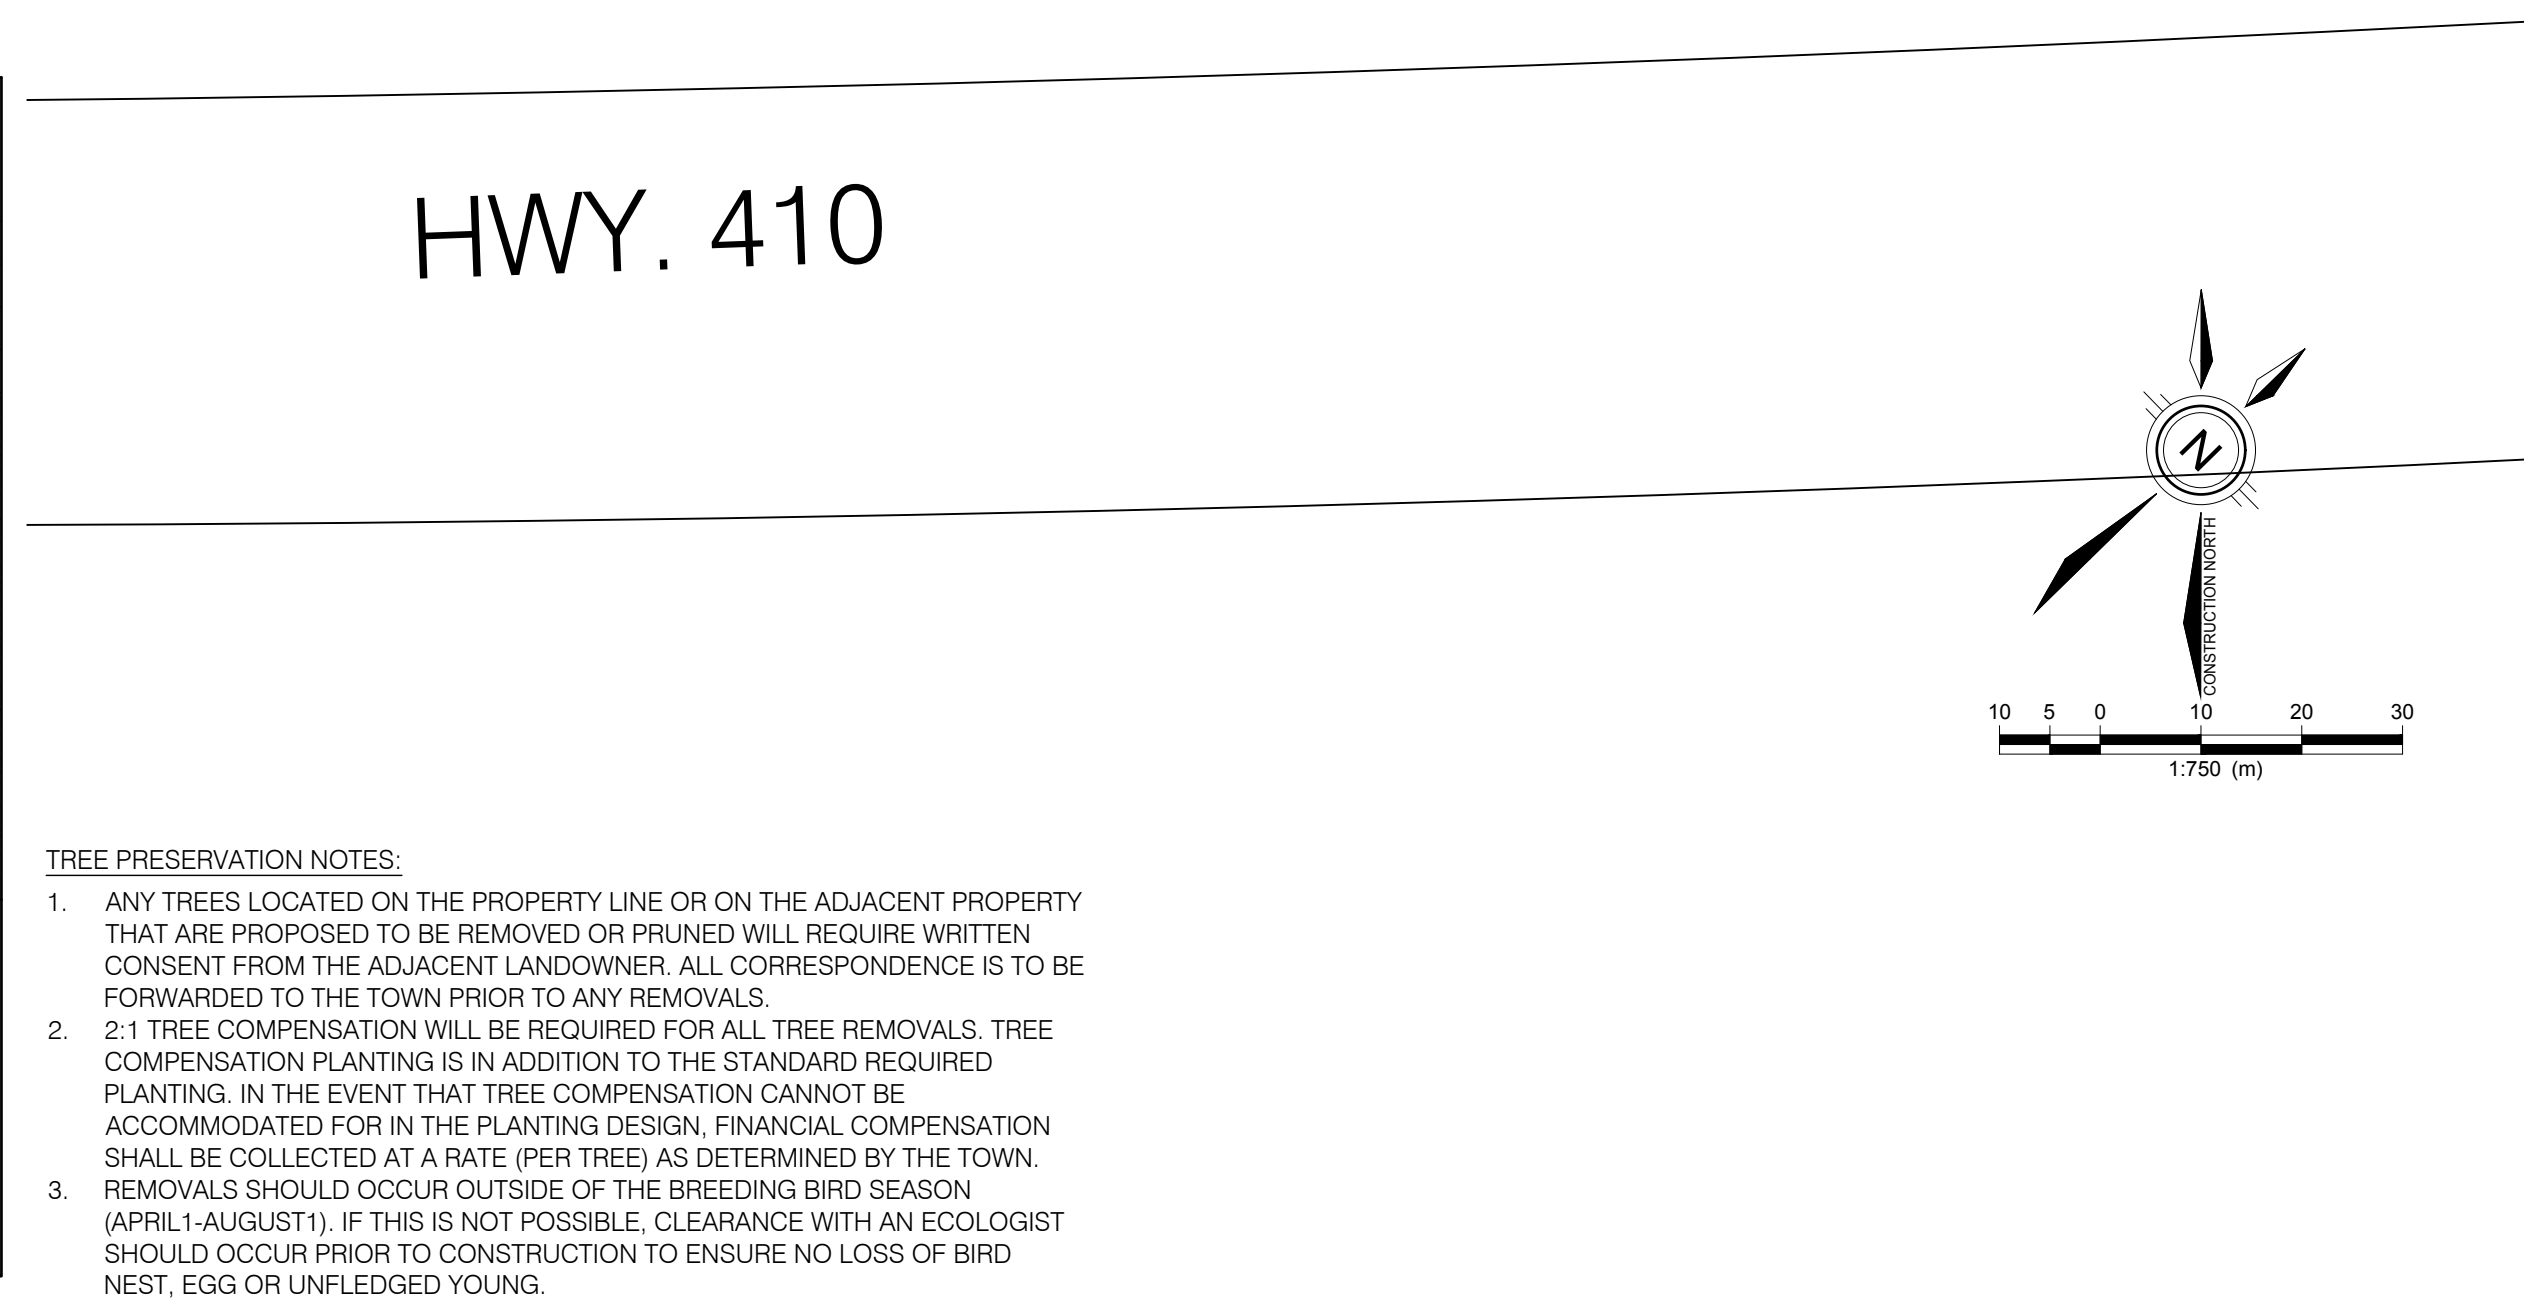 HWY. 410
N
CONSTRUCTION NORTH
10 5 0 10 20 30
1:750 (m)
TREE PRESERVATION NOTES:
1. ANY TREES LOCATED ON THE PROPERTY LINE OR ON THE ADJACENT PROPERTY
THAT ARE PROPOSED TO BE REMOVED OR PRUNED WILL REQUIRE WRITTEN
CONSENT FROM THE ADJACENT LANDOWNER. ALL CORRESPONDENCE IS TO BE
FORWARDED TO THE TOWN PRIOR TO ANY REMOVALS.
2. 2:1 TREE COMPENSATION WILL BE REQUIRED FOR ALL TREE REMOVALS. TREE
COMPENSATION PLANTING IS IN ADDITION TO THE STANDARD REQUIRED
PLANTING. IN THE EVENT THAT TREE COMPENSATION CANNOT BE
ACCOMMODATED FOR IN THE PLANTING DESIGN, FINANCIAL COMPENSATION
SHALL BE COLLECTED AT A RATE (PER TREE) AS DETERMINED BY THE TOWN.
3. REMOVALS SHOULD OCCUR OUTSIDE OF THE BREEDING BIRD SEASON
(APRIL1-AUGUST1). IF THIS IS NOT POSSIBLE, CLEARANCE WITH AN ECOLOGIST
SHOULD OCCUR PRIOR TO CONSTRUCTION TO ENSURE NO LOSS OF BIRD
NEST, EGG OR UNFLEDGED YOUNG.